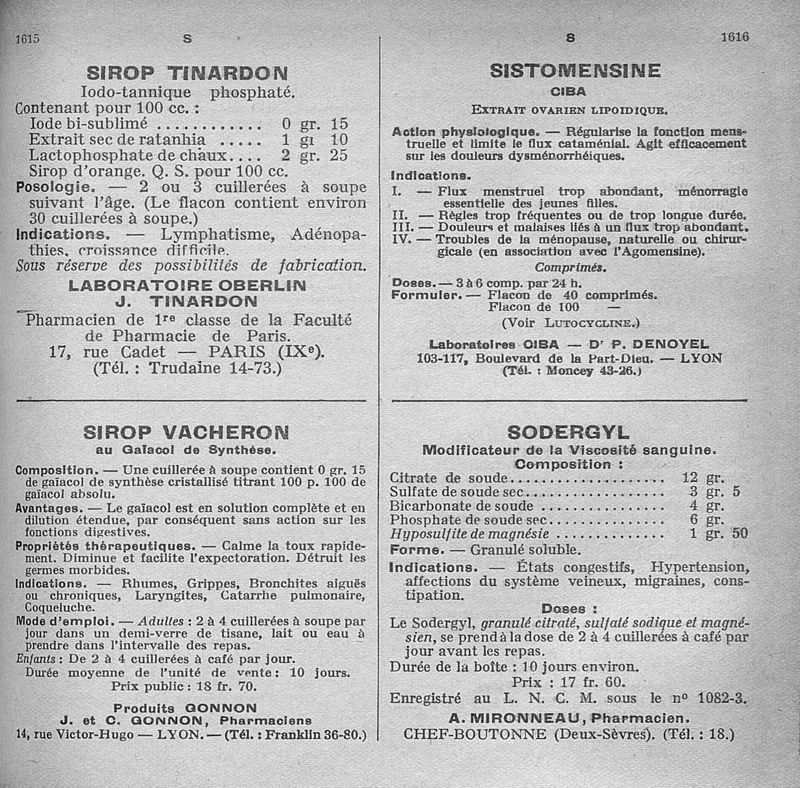 1615 S
SIROP TINARDON
Iodo-tannique phosphaté.
Contenant pour 100 cc. :
Iode bi-sublimé ............ 0 gr. 15
Extrait sec de ratanhia ..... 1 gr 10
Lactophosphate de chaux.... 2 gr. 25
Sirop d'orange. Q. S. pour 100 cc.
Posologie. — 2 ou 3 cuillerées à soupe
suivant l'âge. (Le flacon contient environ
30 cuillerées à soupe.)
Indications. — Lymphatisme, Adénopa-
thies, croissance difficile.
Sous réserve des possibilités de fabrication.
LABORATOIRE OBERLIN
J. TINARDON
Pharmacien de 1re classe de la Faculté
de Pharmacie de Paris.
17, rue Cadet — PARIS (IXe).
(Tél. : Trudaine 14-73.)
SIROP VACHERON
au Gaïacol de Synthèse.
Composition. — Une cuillerée à soupe contient 0 gr. 15
de gaïacol de synthèse cristallisé titrant 100 p. 100 de
gaïacol absolu.
Avantages. — Le gaïacol est en solution complète et en
dilution étendue, par conséquent sans action sur les
fonctions digestives.
Propriétés thérapeutiques. — Calme la toux rapide-
ment. Diminue et facilite l'expectoration. Détruit les
germes morbides.
Indications. — Rhumes, Grippes, Bronchites aiguës
ou chroniques, Laryngites, Catarrhe pulmonaire,
Coqueluche.
Mode d'emploi. — Adultes : 2 à 4 cuillerées à soupe par
jour dans un demi-verre de tisane, lait ou eau à
prendre dans l'intervalle des repas.
Enfants : De 2 à 4 cuillerées à café par jour.
Durée moyenne de l'unité de vente : 10 jours.
Prix public : 18 fr. 70.
Produits GONNON
J. et C. GONNON, Pharmaciens
14, rue Victor-Hugo — LYON. — (Tél. : Franklin 36-80.)
S 1616
SISTOMENSINE
CIBA
EXTRAIT OVARIEN LIPOIDIQUE.
Action physiologique. — Régularise la fonction mens-
truelle et limite le flux cataménial. Agit efficacement
sur les douleurs dysménorrhéiques.
Indications.
I. — Flux menstruel trop abondant, ménorragie
essentielle des jeunes filles.
II. — Règles trop fréquentes ou de trop longue durée.
III. — Douleurs et malaises liés à un flux trop abondant.
IV. — Troubles de la ménopause, naturelle ou chirur-
gicale (en association avec l'Agomensine).
Comprimés.
Doses. — 3 à 6 comp. par 24 h.
Formuler. — Flacon de 40 comprimés.
Flacon de 100 —
(Voir LUTOCYCLINE.)
Laboratoires CIBA — Dr P. DENOYEL
103-117, Boulevard de la Part-Dieu. — LYON
(Tél. : Moncey 43-26.)
SODERGYL
Modificateur de la Viscosité sanguine.
Composition :
Citrate de soude.................... 12 gr.
Sulfate de soude sec................. 3 gr. 5
Bicarbonate de soude ................ 4 gr.
Phosphate de soude sec............... 6 gr.
Hyposulfite de magnésie .............. 1 gr. 50
Forme. — Granulé soluble.
Indications. — États congestifs, Hypertension,
affections du système veineux, migraines, cons-
tipation.
Doses :
Le Sodergyl, granulé citraté, sulfaté sodique et magné-
sien, se prend à la dose de 2 à 4 cuillerées à café par
jour avant les repas.
Durée de la boîte : 10 jours environ.
Prix : 17 fr. 60.
Enregistré au L. N. C. M. sous le no 1082-3.
A. MIRONNEAU, Pharmacien.
CHEF-BOUTONNE (Deux-Sèvres). (Tél. : 18.)